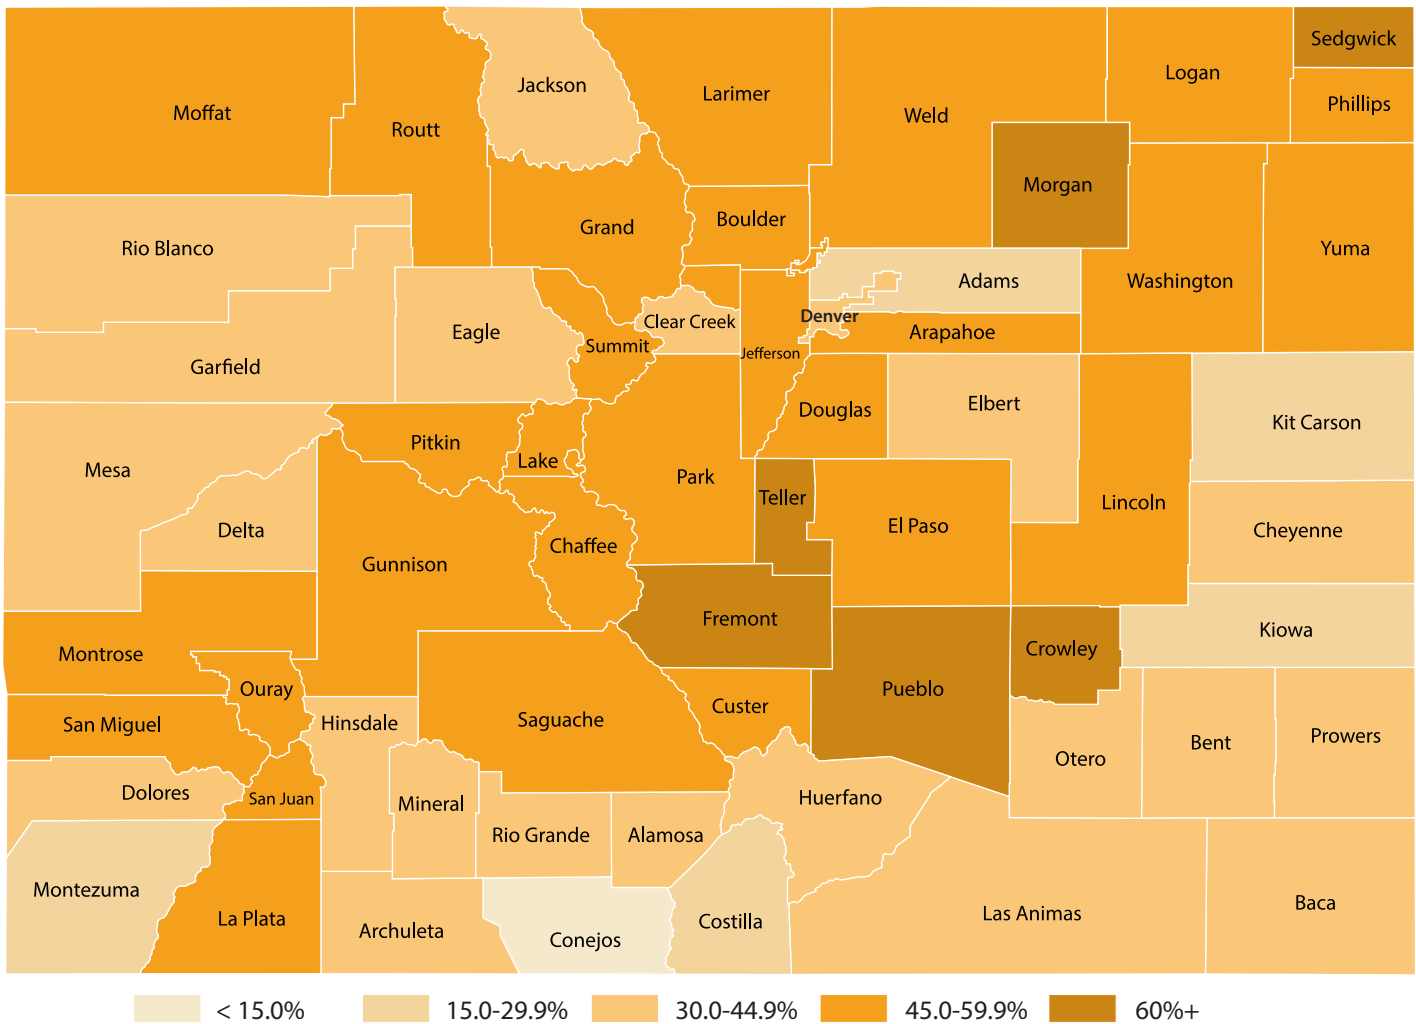 Sedgwick
Logan
Jackson
Larimer
Phillips
Moffat
Weld
Routt
Morgan
Boulder
Grand
Rio Blanco
Yuma
Adams
Washington
Denver
Clear Creek
Eagle
Arapahoe
Summit
Jefferson
Garfield
Elbert
Douglas
Kit Carson
Pitkin
Lake
Mesa
Park
Teller
Lincoln
El Paso
Delta
Cheyenne
Chaffee
Gunnison
Fremont
Kiowa
Crowley
Montrose
Ouray
Pueblo
Custer
Saguache
San Miguel
Hinsdale
Prowers
Bent
Otero
Dolores
San Juan
Mineral
Huerfano
Rio Grande
Alamosa
Montezuma
Baca
Las Animas
La Plata
Costilla
Archuleta
Conejos
< 15.0% 15.0-29.9% 30.0-44.9% 45.0-59.9% 60%+